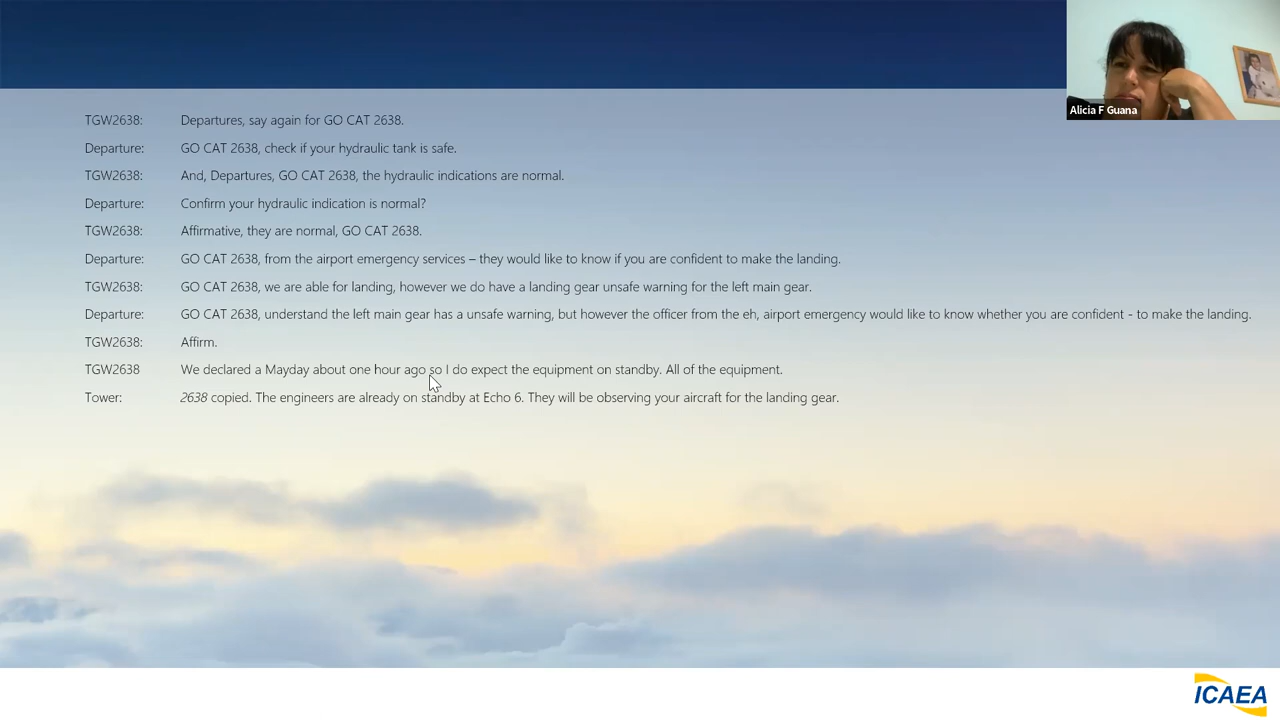 Alicia F Guana
TGW2638: Departures, say again for GO CAT 2638.
Departure: GO CAT 2638, check if your hydraulic tank is safe.
TGW2638: And, Departures, GO CAT 2638, the hydraulic indications are normal.
Departure: Confirm your hydraulic indication is normal?
TGW2638: Affirmative, they are normal, GO CAT 2638.
Departure: GO CAT 2638, from the airport emergency services – they would like to know if you are confident to make the landing.
TGW2638: GO CAT 2638, we are able for landing, however we do have a landing gear unsafe warning for the left main gear.
Departure: GO CAT 2638, understand the left main gear has a unsafe warning, but however the officer from the eh, airport emergency would like to know whether you are confident - to make the landing.
TGW2638: Affirm.
TGW2638 We declared a Mayday about one hour ago so I do expect the equipment on standby. All of the equipment.
Tower: 2638 copied. The engineers are already on standby at Echo 6. They will be observing your aircraft for the landing gear.
ICAEA